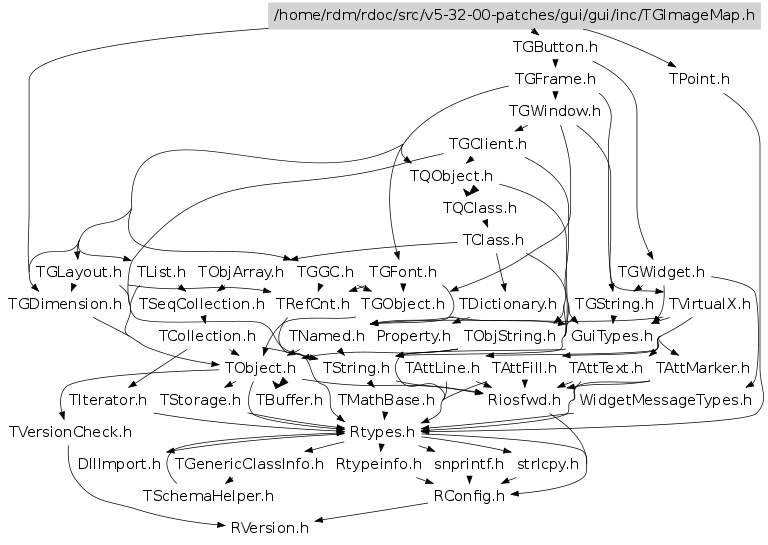 /home/rdm/rdoc/src/v5-32-00-patches/gui/gui/inc/TGImageMap.h
TGButton.h
TGFrame.h TPoint.h
TGWindow.h
TGClient.h
TQObject.h
TQClass.h
TClass.h
TGLayout.h TList.h TObjArray.h TGGC.h TGFont.h TGWidget.h
TGDimension.h TSeqCollection.h TRefCnt.h TGObject.h TDictionary.h TGString.h TVirtualX.h
TCollection.h TNamed.h Property.h TObjString.h GuiTypes.h
TObject.h TString.h TAttLine.h TAttFill.h TAttText.h TAttMarker.h
TIterator.h TStorage.h TBuffer.h TMathBase.h Riosfwd.h WidgetMessageTypes.h
TVersionCheck.h Rtypes.h
DllImport.h TGenericClassInfo.h Rtypeinfo.h snprintf.h strlcpy.h
TSchemaHelper.h RConfig.h
RVersion.h